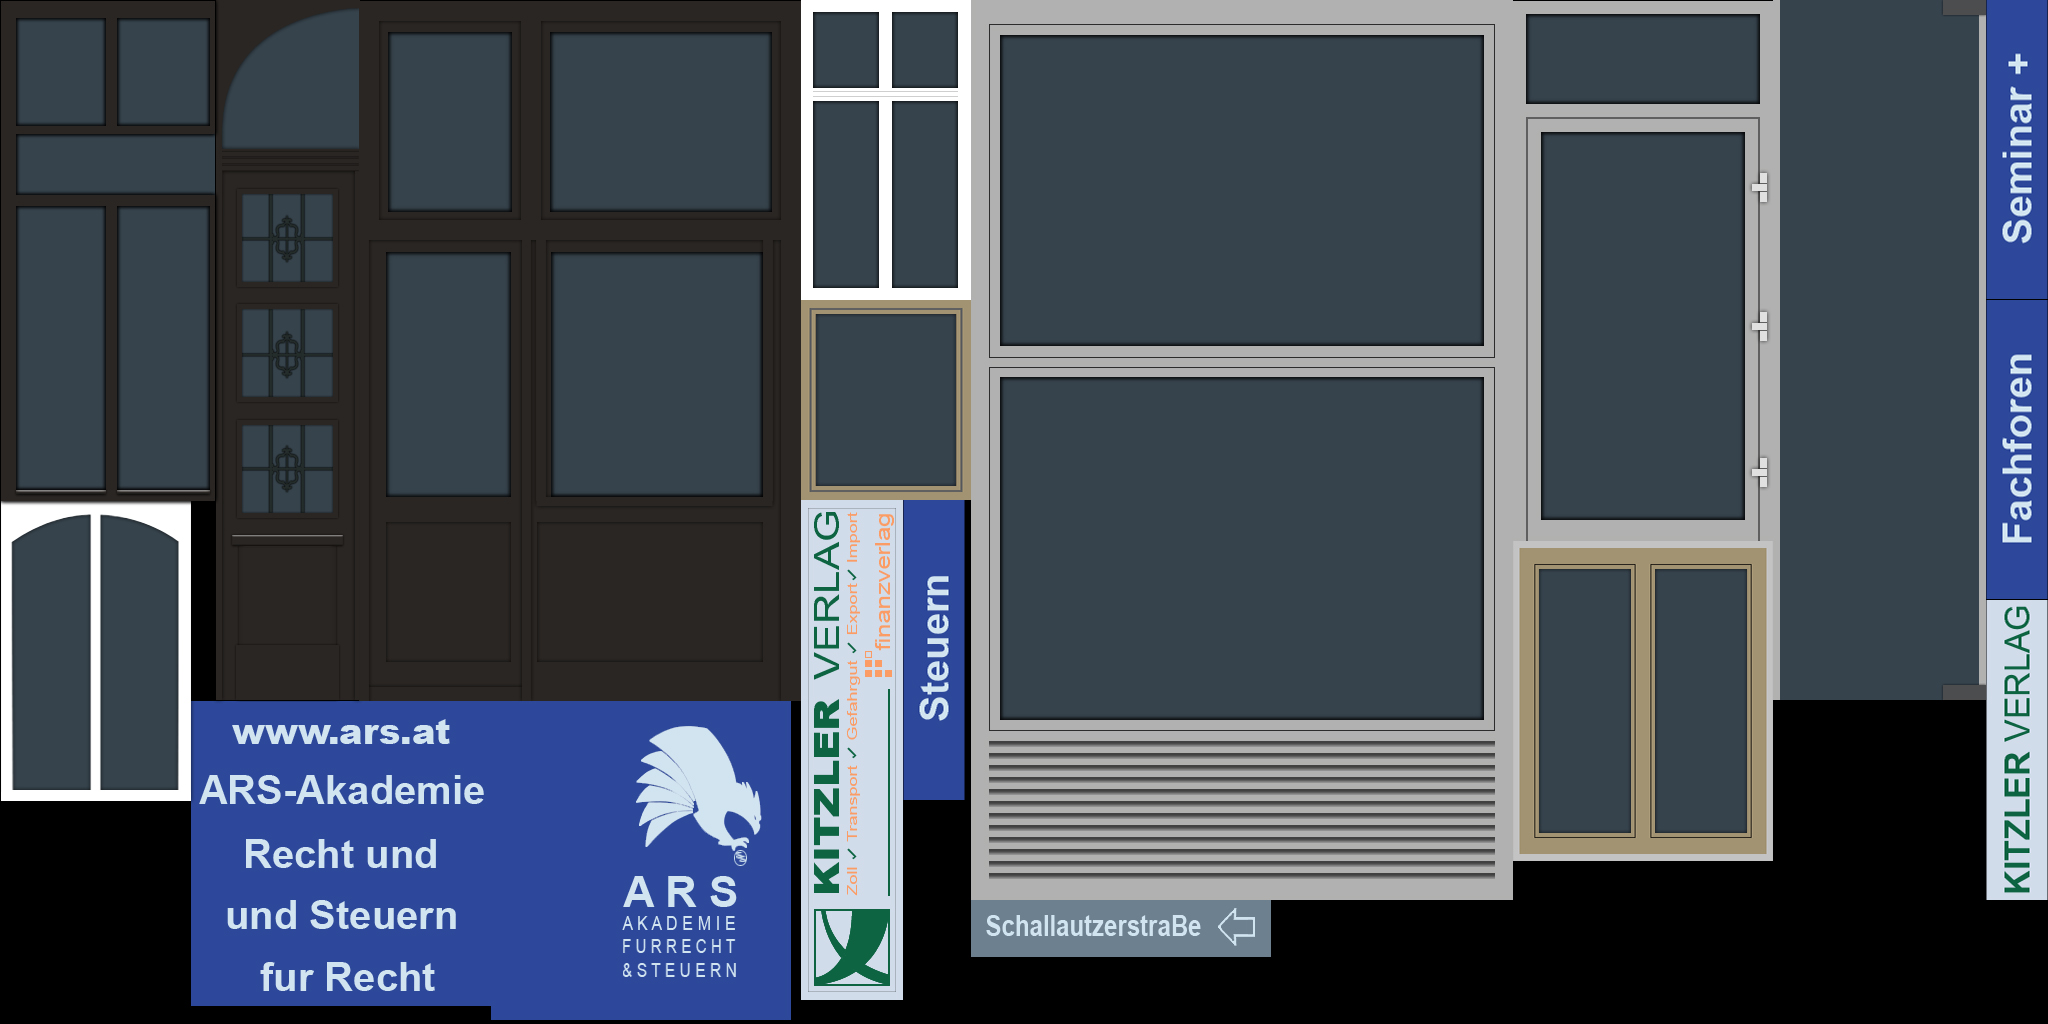 www.ars.at
ARS-Akademie
Recht und
und Steuern
fur Recht
ARS
AKADEMIE
FURRECHT
&STEUERN
KITZLER VERLAG
Zoll ✓ Transport ✓ Gefahrgut ✓ Export ✓ Import
finanzverlag
Steuern
SchallautzerstraBe
Seminar +
Fachforen
KITZLER VERLAG